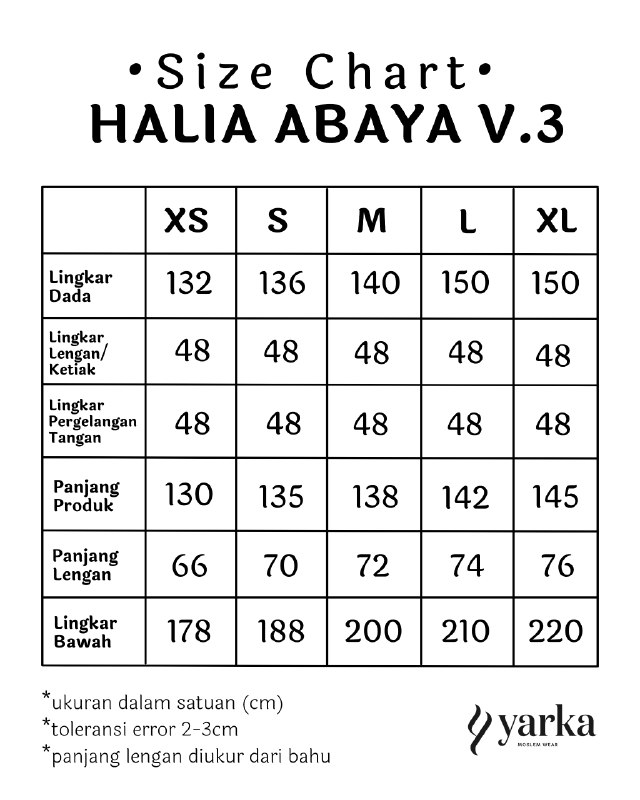 •Size Chart•
HALIA ABAYA V.3
XS S M L XL
Lingkar
Dada
132 136 140 150 150
Lingkar
Lengan/
Ketiak
48 48 48 48 48
Lingkar
Pergelangan
Tangan
48 48 48 48 48
Panjang
Produk
130 135 138 142 145
Panjang
Lengan
66 70 72 74 76
Lingkar
Bawah
178 188 200 210 220
*ukuran dalam satuan (cm)
*toleransi error 2-3cm
*panjang lengan diukur dari bahu
yarka
MOSLEM WEAR